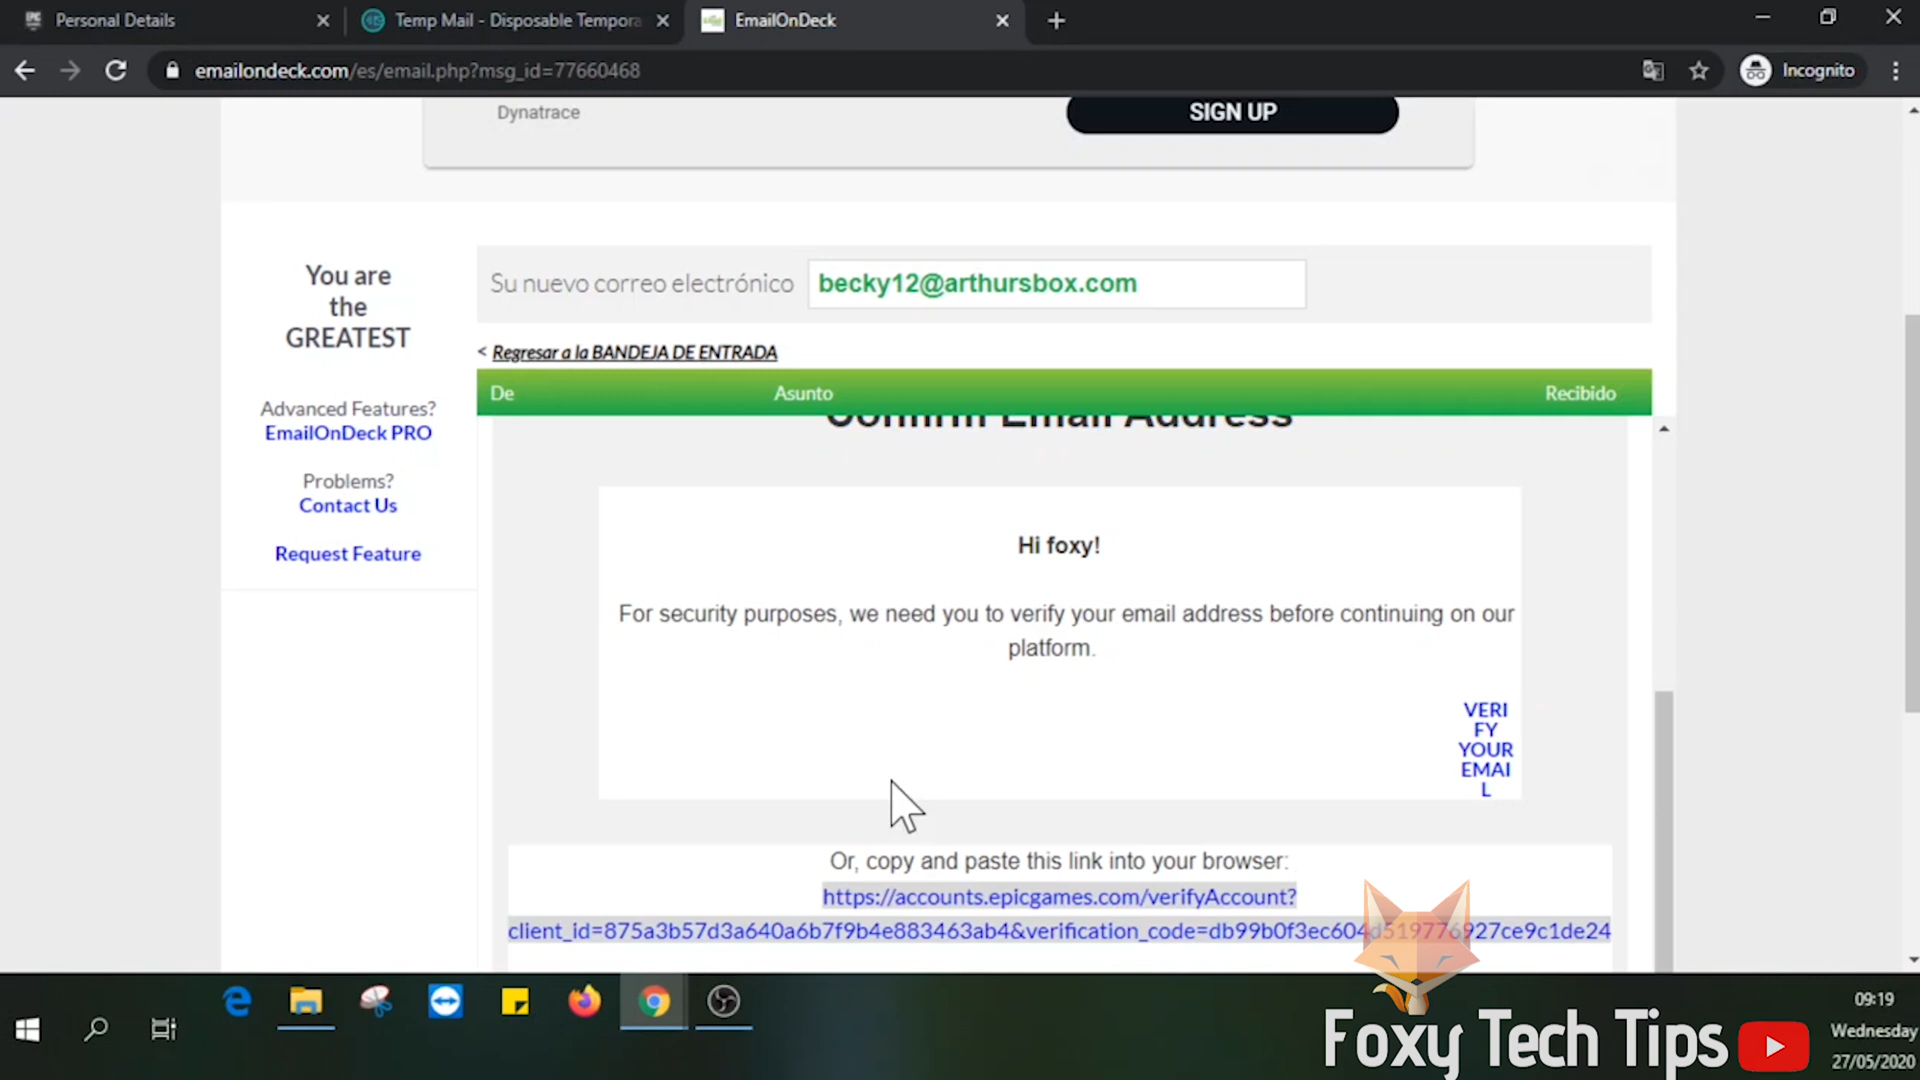 Personal Details
Temp Mail - Disposable Tempora
EmailOnDeck
emailondeck.com/es/email.php?msg_id=77660468
Incognito
Dynatrace
SIGN UP
You are
the
GREATEST
Advanced Features?
EmailOnDeck PRO
Problems?
Contact Us
Request Feature
Su nuevo correo electrónico
becky12@arthursbox.com
< Regresar a la BANDEJA DE ENTRADA
De
Asunto
Recibido
Confirm Email Address
Hi foxy!
For security purposes, we need you to verify your email address before continuing on our
platform.
VERI
FY
YOUR
EMAI
L
Or, copy and paste this link into your browser:
https://accounts.epicgames.com/verifyAccount?
client_id=875a3b57d3a640a6b7f9b4e883463ab4&verification_code=db99b0f3ec604d519776927ce9c1de24
Foxy Tech Tips
09:19
Wednesday
27/05/2020